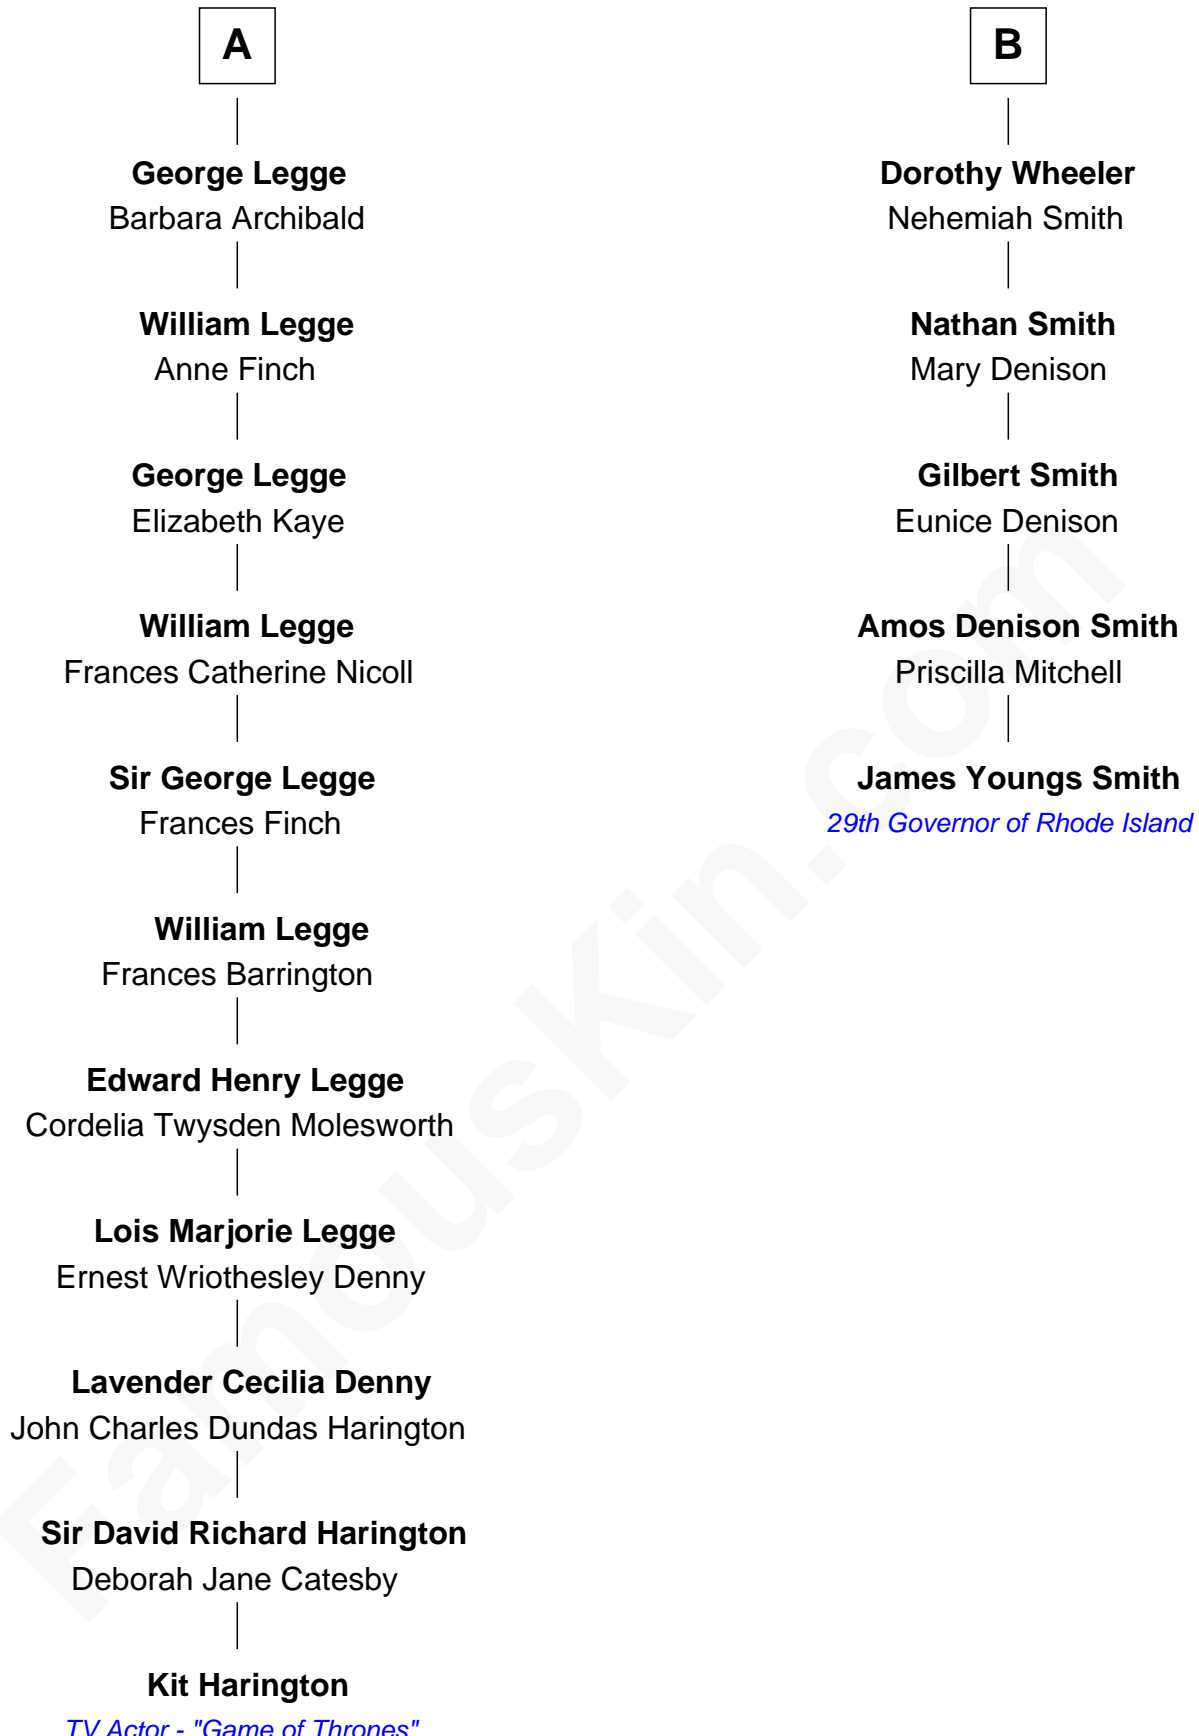 A
George Legge
Barbara Archibald
William Legge
Anne Finch
George Legge
Elizabeth Kaye
William Legge
Frances Catherine Nicoll
Sir George Legge
Frances Finch
William Legge
Frances Barrington
Edward Henry Legge
Cordelia Twysden Molesworth
Lois Marjorie Legge
Ernest Wriothesley Denny
Lavender Cecilia Denny
John Charles Dundas Harington
Sir David Richard Harington
Deborah Jane Catesby
Kit Harington
TV Actor - "Game of Thrones"
B
Dorothy Wheeler
Nehemiah Smith
Nathan Smith
Mary Denison
Gilbert Smith
Eunice Denison
Amos Denison Smith
Priscilla Mitchell
James Youngs Smith
29th Governor of Rhode Island
FamousKin.com